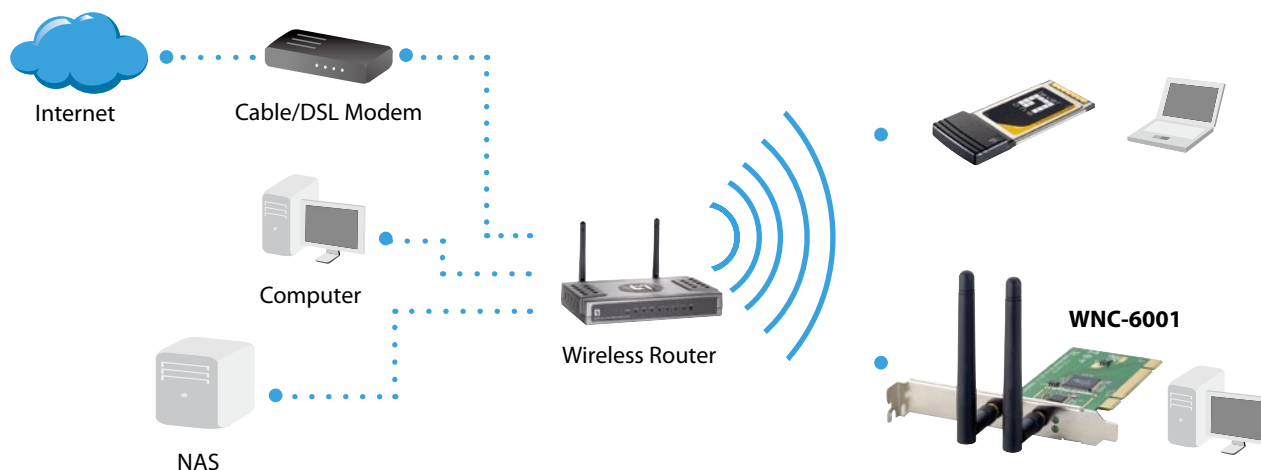 Internet
Cable/DSL Modem
Computer
Wireless Router
WNC-6001
NAS